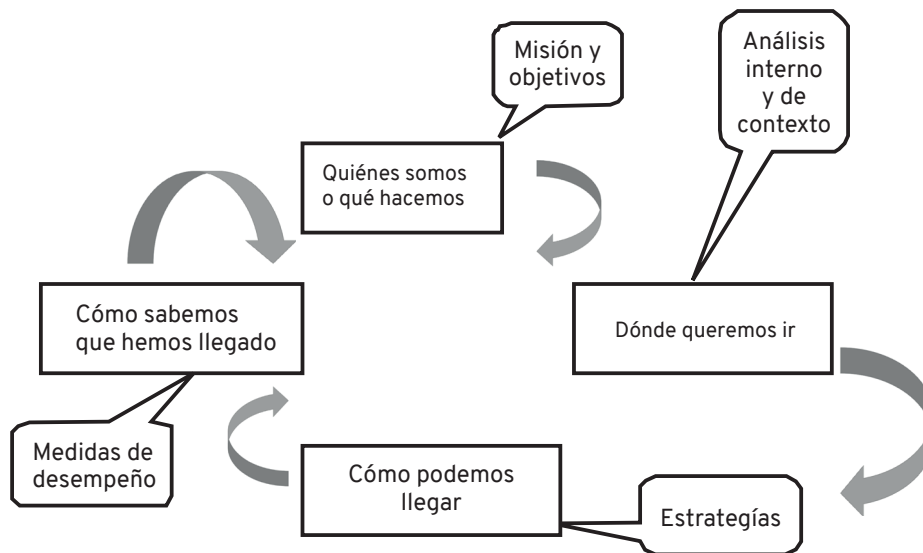 Misión y
objetivos
Análisis
interno
y de
contexto
Quiénes somos
o qué hacemos
Cómo sabemos
que hemos llegado
Dónde queremos ir
Medidas de
desempeño
Cómo podemos
llegar
Estrategías